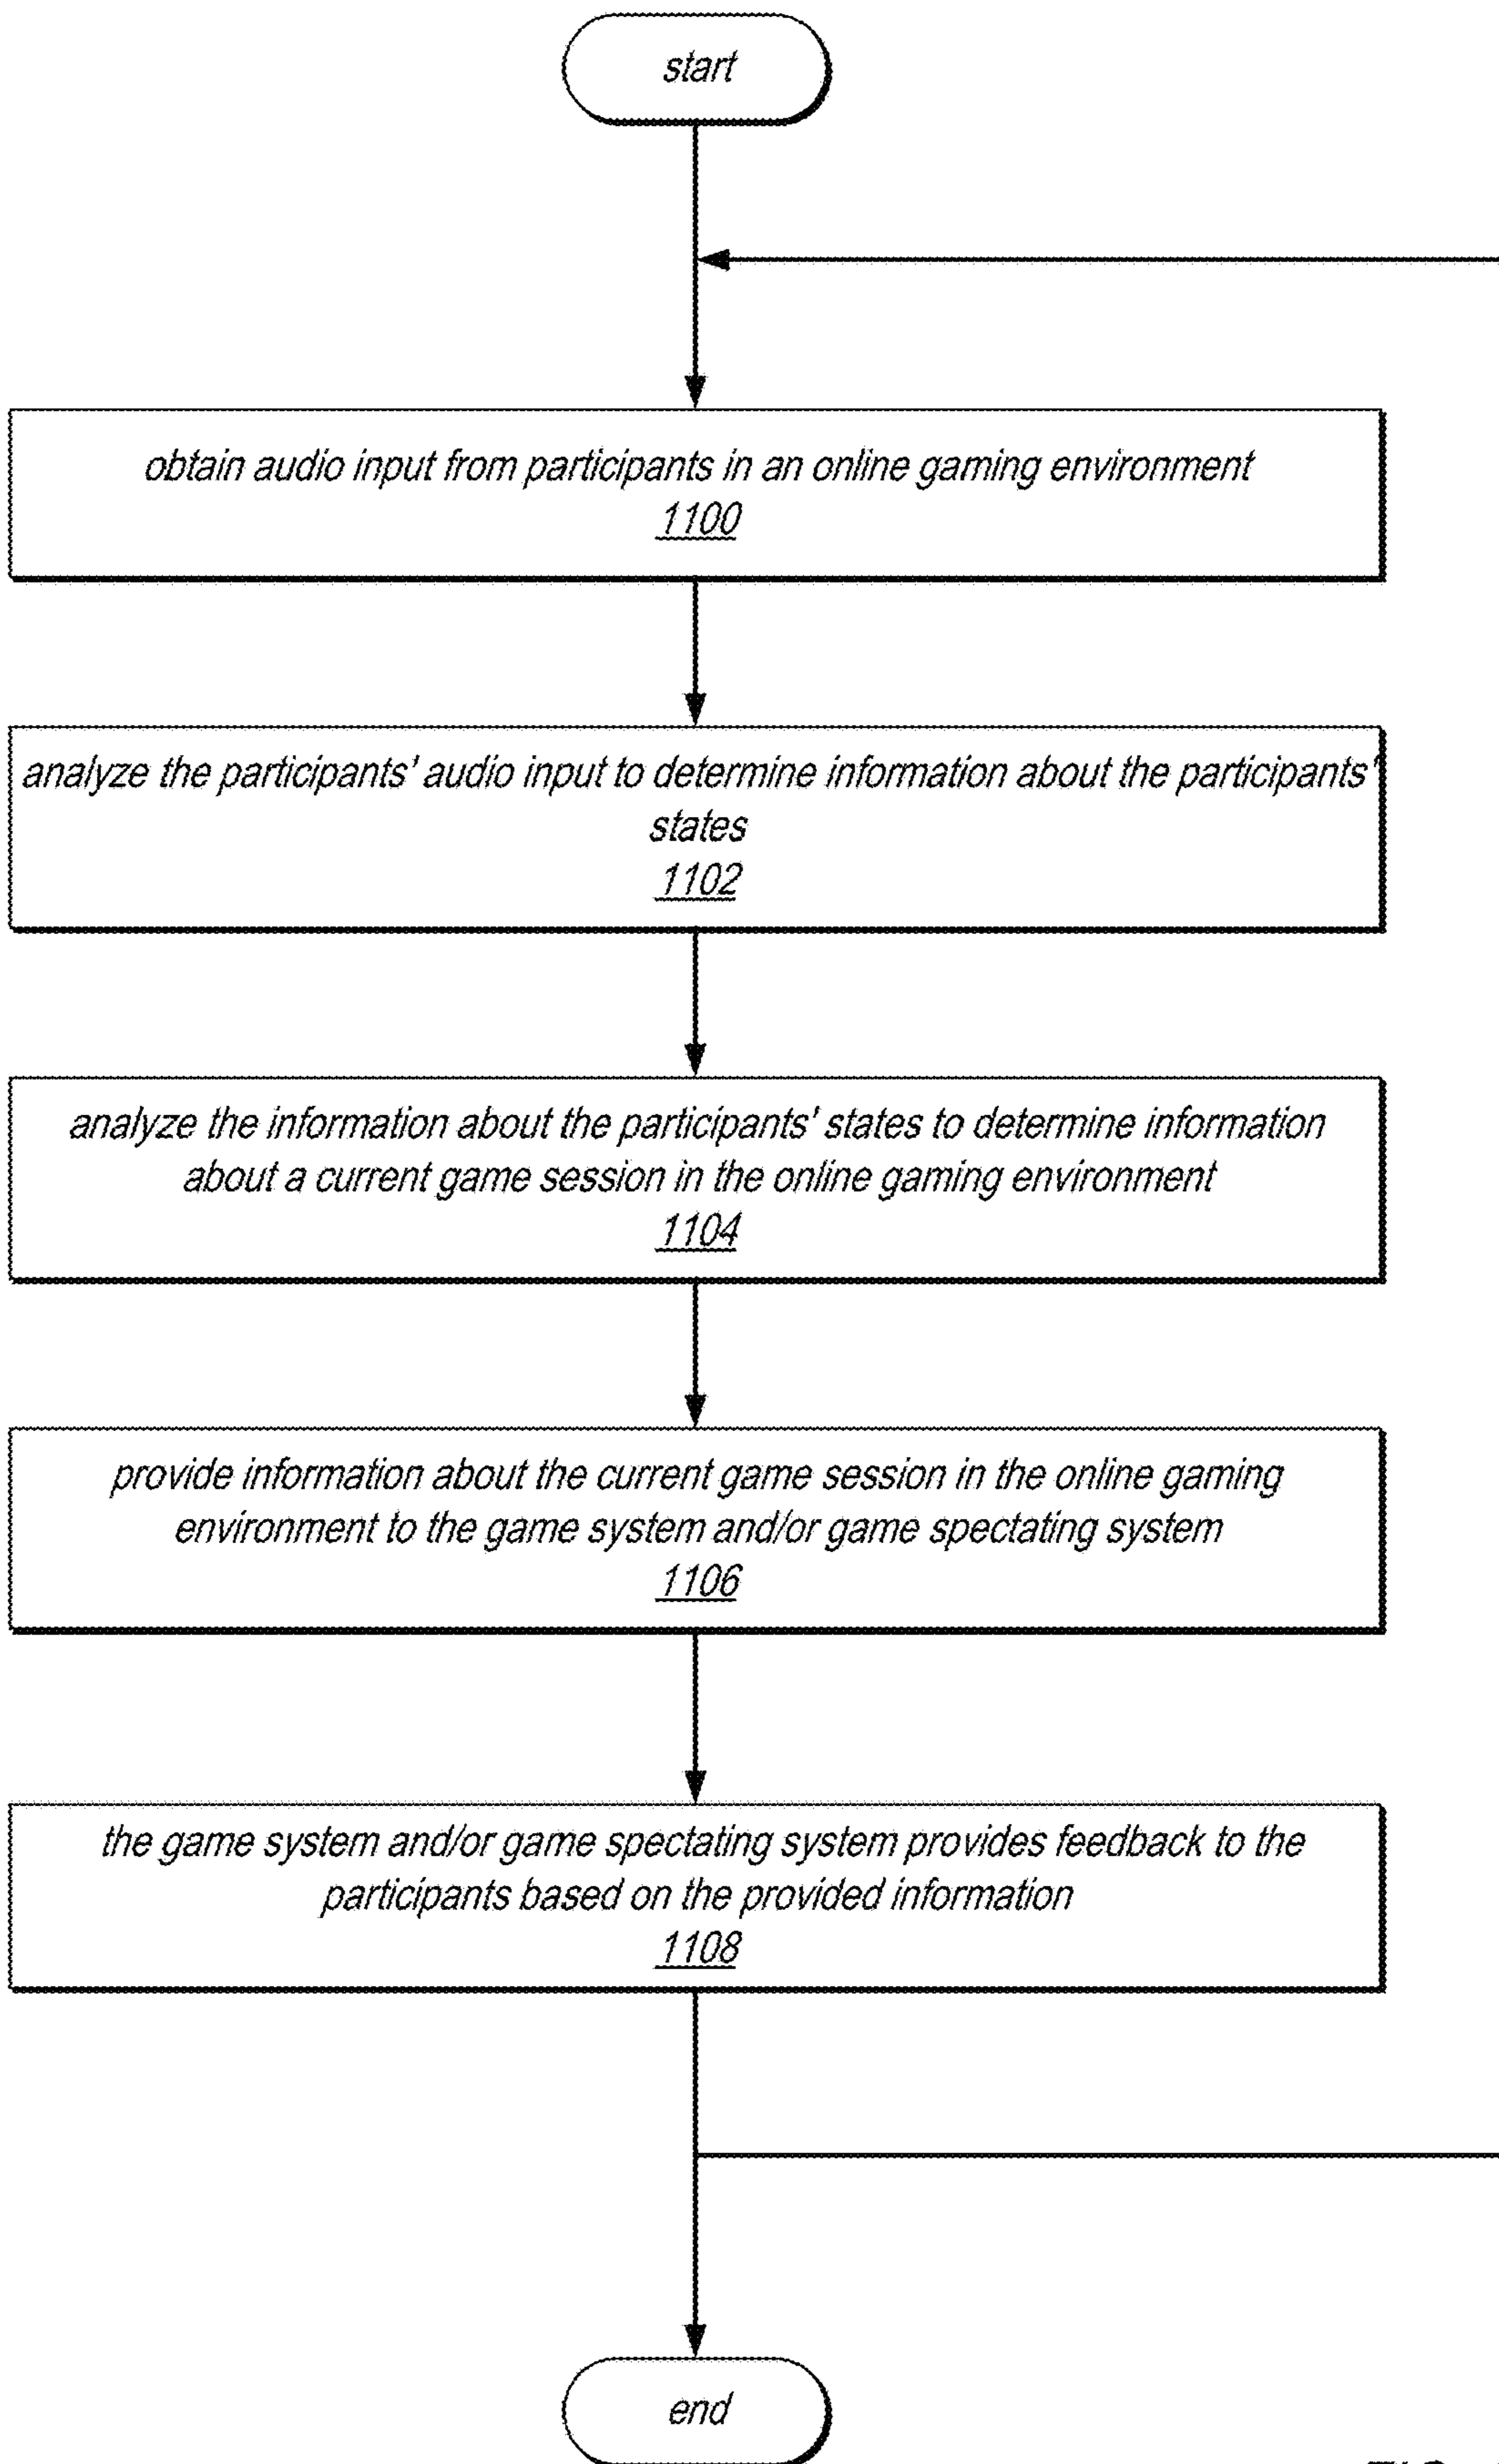 start
obtain audio input from participants in an online gaming environment
1100
analyze the participants' audio input to determine information about the participants'
states
1102
analyze the information about the participants' states to determine information
about a current game session in the online gaming environment
1104
provide information about the current game session in the online gaming
environment to the game system and/or game spectating system
1106
the game system and/or game spectating system provides feedback to the
participants based on the provided information
1108
end